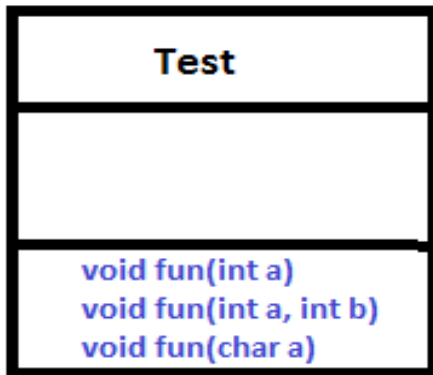 Test
void fun(int a)
void fun(int a, int b)
void fun(char a)